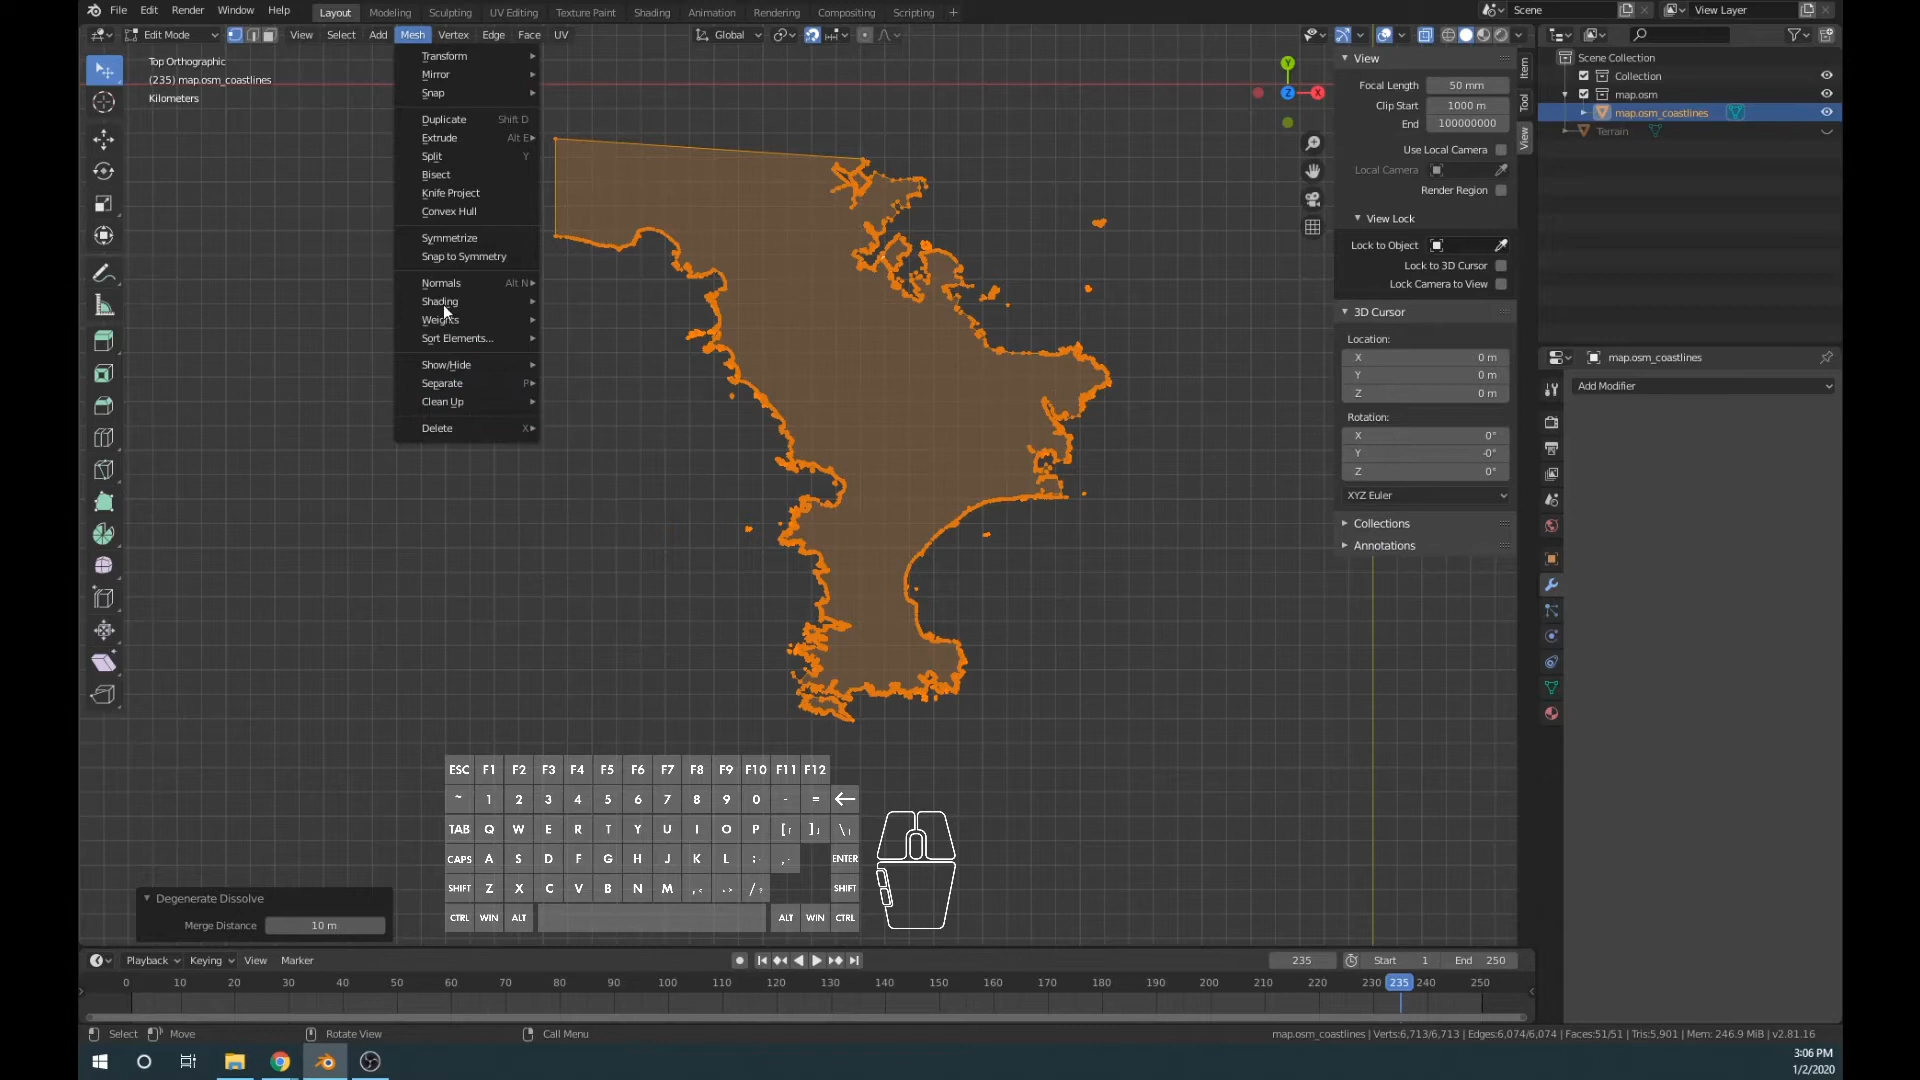 File Edit Render Window Help Layout Modeling Sculpting UV Editing Texture Paint Shading Animation Rendering Compositing Scripting + Scene View Layer
Edit Mode View Select Add Mesh Vertex Edge Face UV Global
Top Orthographic
(235) map.osm_coastlines
Kilometers
Transform
Mirror
Snap
Duplicate Shift D
Extrude Alt E
Split Y
Bisect
Knife Project
Convex Hull
Symmetrize
Snap to Symmetry
Normals Alt N
Shading
Weights
Sort Elements...
Show/Hide
Separate P
Clean Up
Delete X
Y
Z X
View
Focal Length 50 mm
Clip Start 1000 m
End 100000000
Use Local Camera
Local Camera
Render Region
View Lock
Lock to Object
Lock to 3D Cursor
Lock Camera to View
3D Cursor
Location:
X 0 m
Y 0 m
Z 0 m
Rotation:
X 0°
Y -0°
Z 0°
XYZ Euler
Collections
Annotations
Item
Tool
View
Scene Collection
Collection
map.osm
map.osm_coastlines
Terrain
map.osm_coastlines
Add Modifier
ESC F1 F2 F3 F4 F5 F6 F7 F8 F9 F10 F11 F12
~ 1 2 3 4 5 6 7 8 9 0 - =
TAB Q W E R T Y U I O P [ ] \
CAPS A S D F G H J K L ; , ENTER
SHIFT Z X C V B N M , . / SHIFT
CTRL WIN ALT ALT WIN CTRL
Degenerate Dissolve
Merge Distance 10 m
Playback Keying View Marker 235 Start 1 End 250
0 10 20 30 40 50 60 70 80 90 100 110 120 130 140 150 160 170 180 190 200 210 220 230 235 240 250
Select Move Rotate View Call Menu map.osm_coastlines | Verts:6,713/6,713 | Edges:6,074/6,074 | Faces:51/51 | Tris:5,901 | Mem: 246.9 MiB | v2.81.16
3:06 PM
1/2/2020